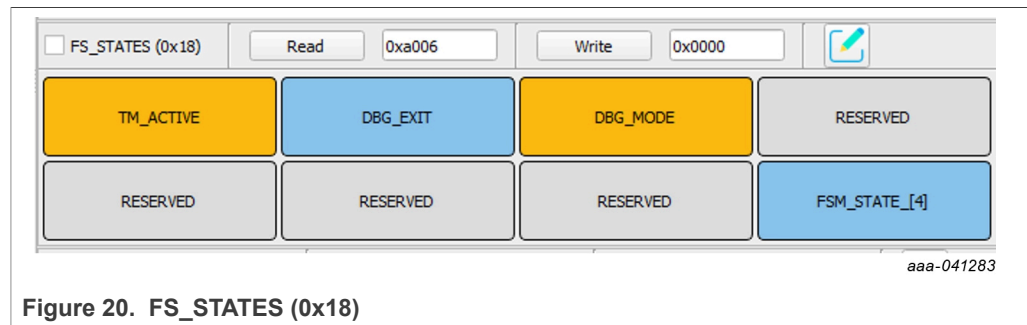 FS_STATES (0x18) Read 0xa006 Write 0x0000
TM_ACTIVE DBG_EXIT DBG_MODE RESERVED
RESERVED RESERVED RESERVED FSM_STATE_[4]
aaa-041283
Figure 20. FS_STATES (0x18)